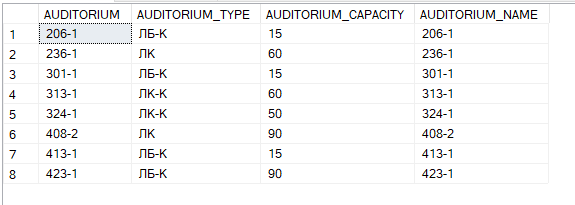 AUDITORIUM AUDITORIUM_TYPE AUDITORIUM_CAPACITY AUDITORIUM_NAME
1 206-1 ЛБ-К 15 206-1
2 236-1 ЛК 60 236-1
3 301-1 ЛБ-К 15 301-1
4 313-1 ЛК-К 60 313-1
5 324-1 ЛК-К 50 324-1
6 408-2 ЛК 90 408-2
7 413-1 ЛБ-К 15 413-1
8 423-1 ЛБ-К 90 423-1